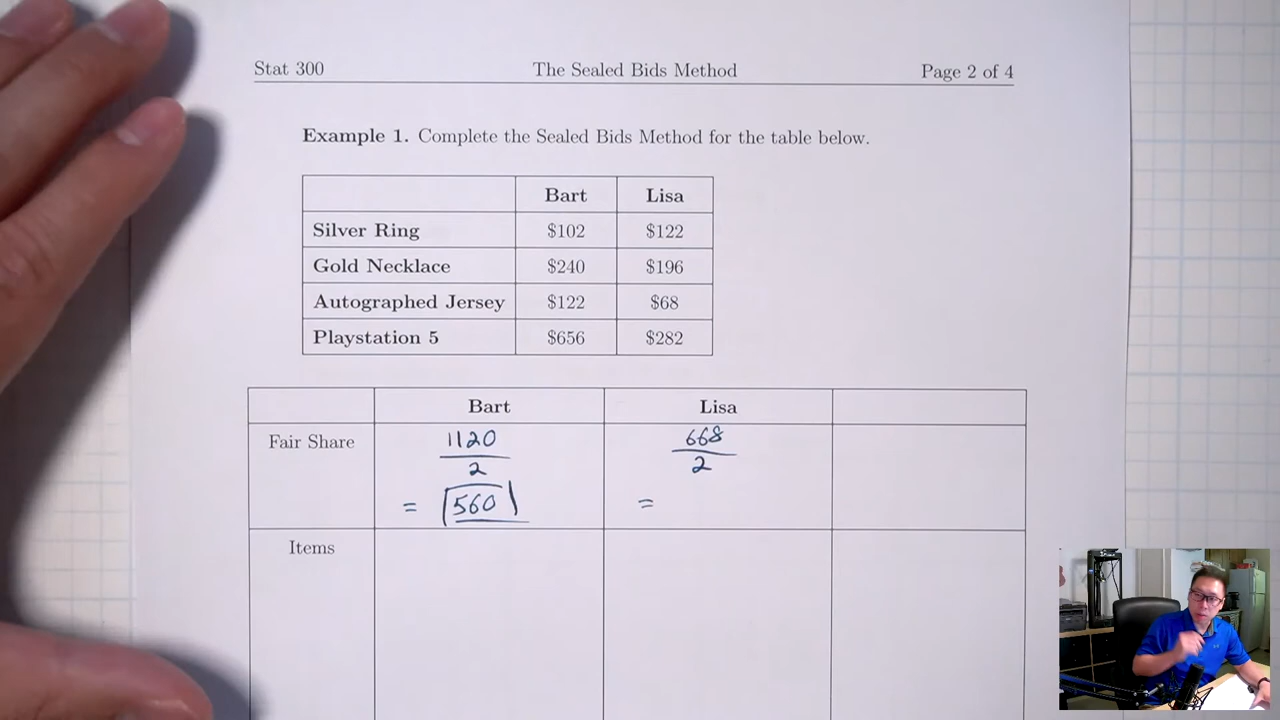 Stat 300 The Sealed Bids Method Page 2 of 4
Example 1. Complete the Sealed Bids Method for the table below.
Bart Lisa
Silver Ring $102 $122
Gold Necklace $240 $196
Autographed Jersey $122 $68
Playstation 5 $656 $282
Bart Lisa
Fair Share 1120 668
2 2
= 560 =
Items